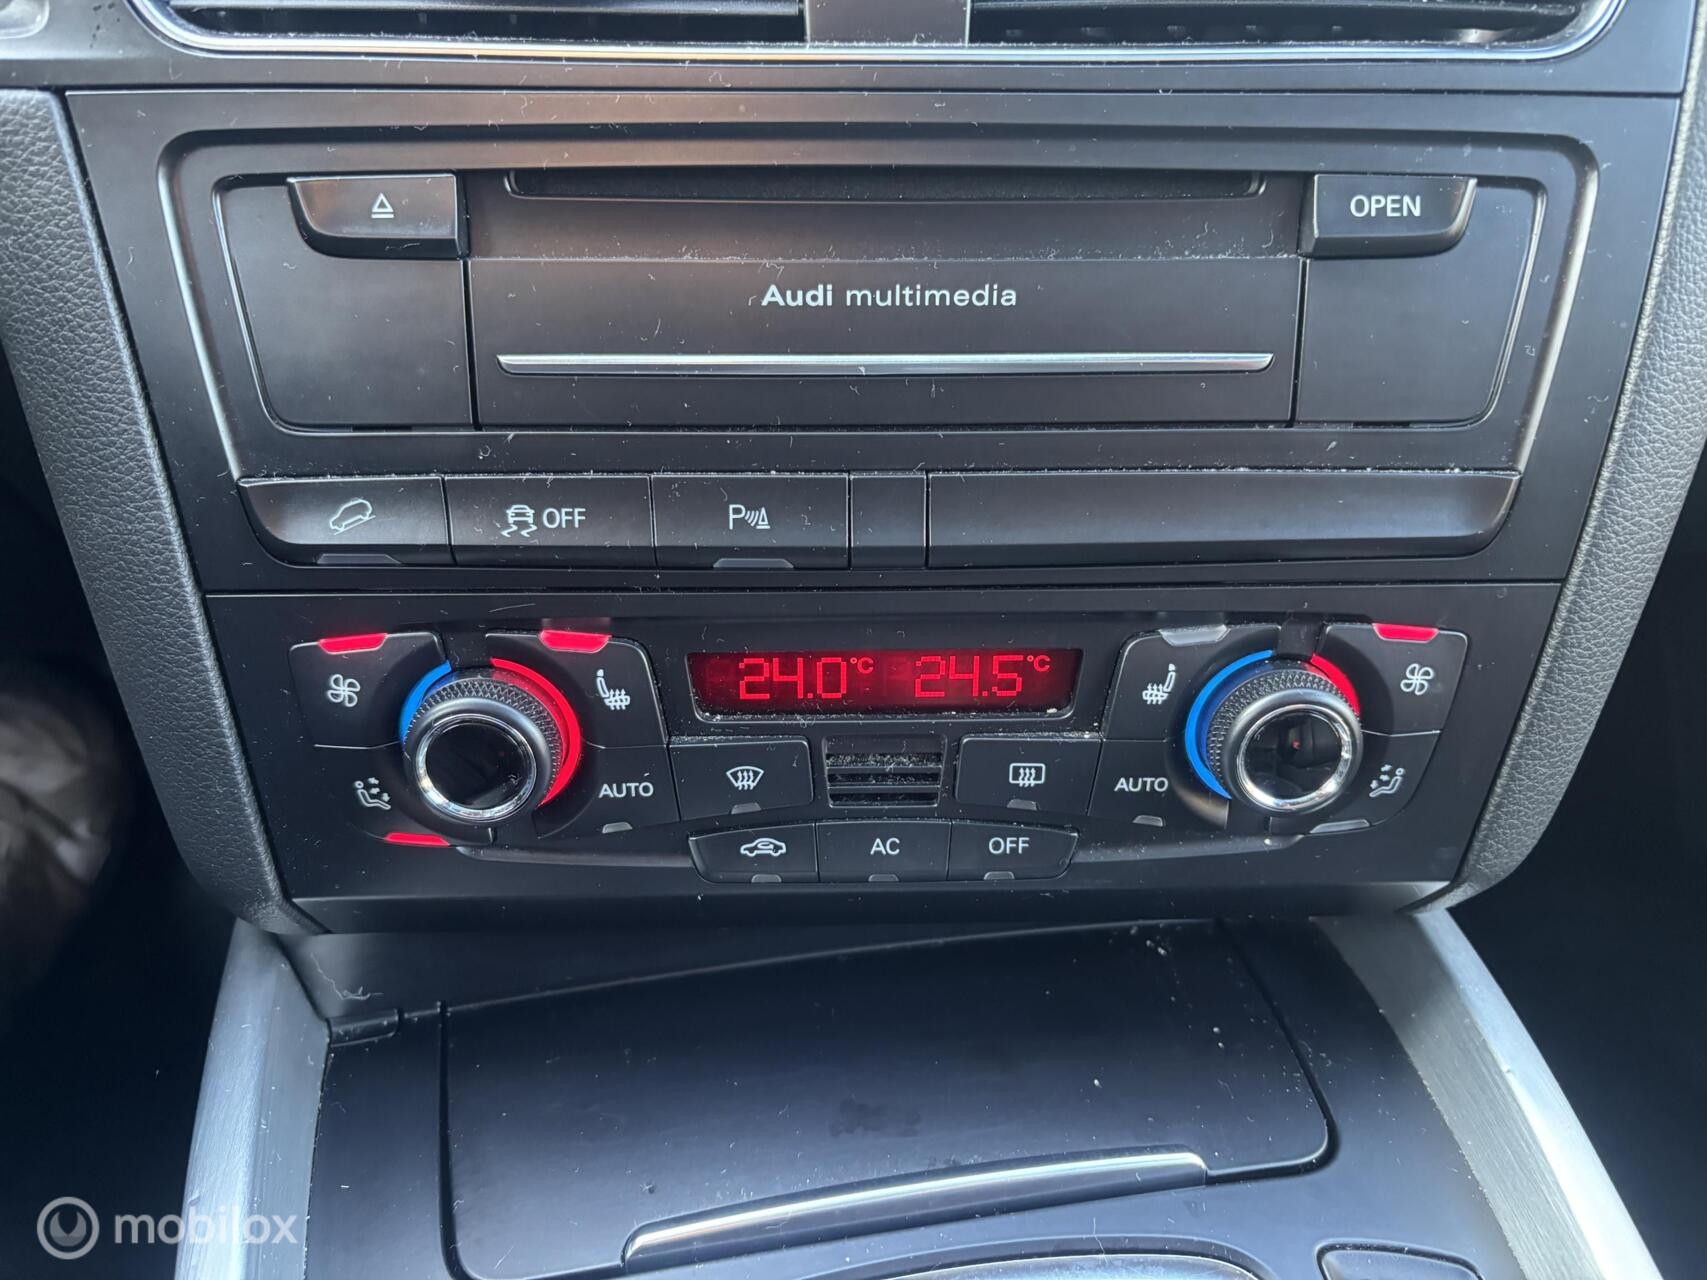 OPEN
Audi multimedia
OFF
P
24.0°C 24.5°C
AUTO
AUTO
AC
OFF
mobilox